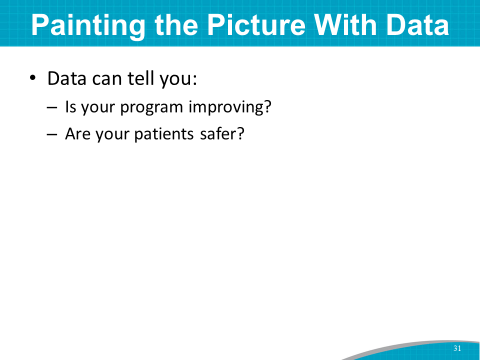 Painting the Picture With Data
• Data can tell you:
– Is your program improving?
– Are your patients safer?
31